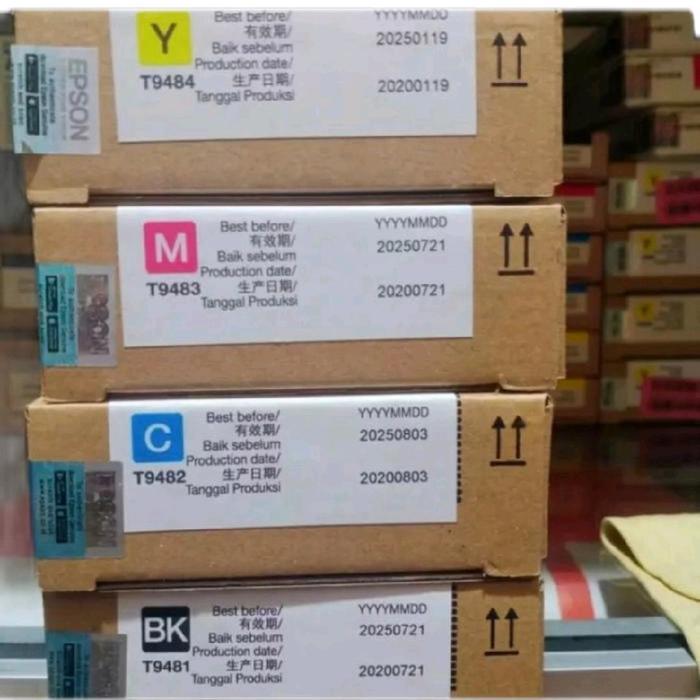 Y
T9484
Best before/
有效期/
Baik sebelum
Production date/
生产日期/
Tanggal Produksi
YYYYMMDD
20250119
20200119
EPSON
M
T9483
Best before/
有效期/
Baik sebelum
Production date/
生产日期/
Tanggal Produksi
YYYYMMDD
20250721
20200721
C
T9482
Best before/
有效期/
Baik sebelum
Production date/
生产日期/
Tanggal Produksi
YYYYMMDD
20250803
20200803
BK
T9481
Best before/
有效期/
Baik sebelum
Production date/
生产日期/
Tanggal Produksi
YYYYMMDD
20250721
20200721